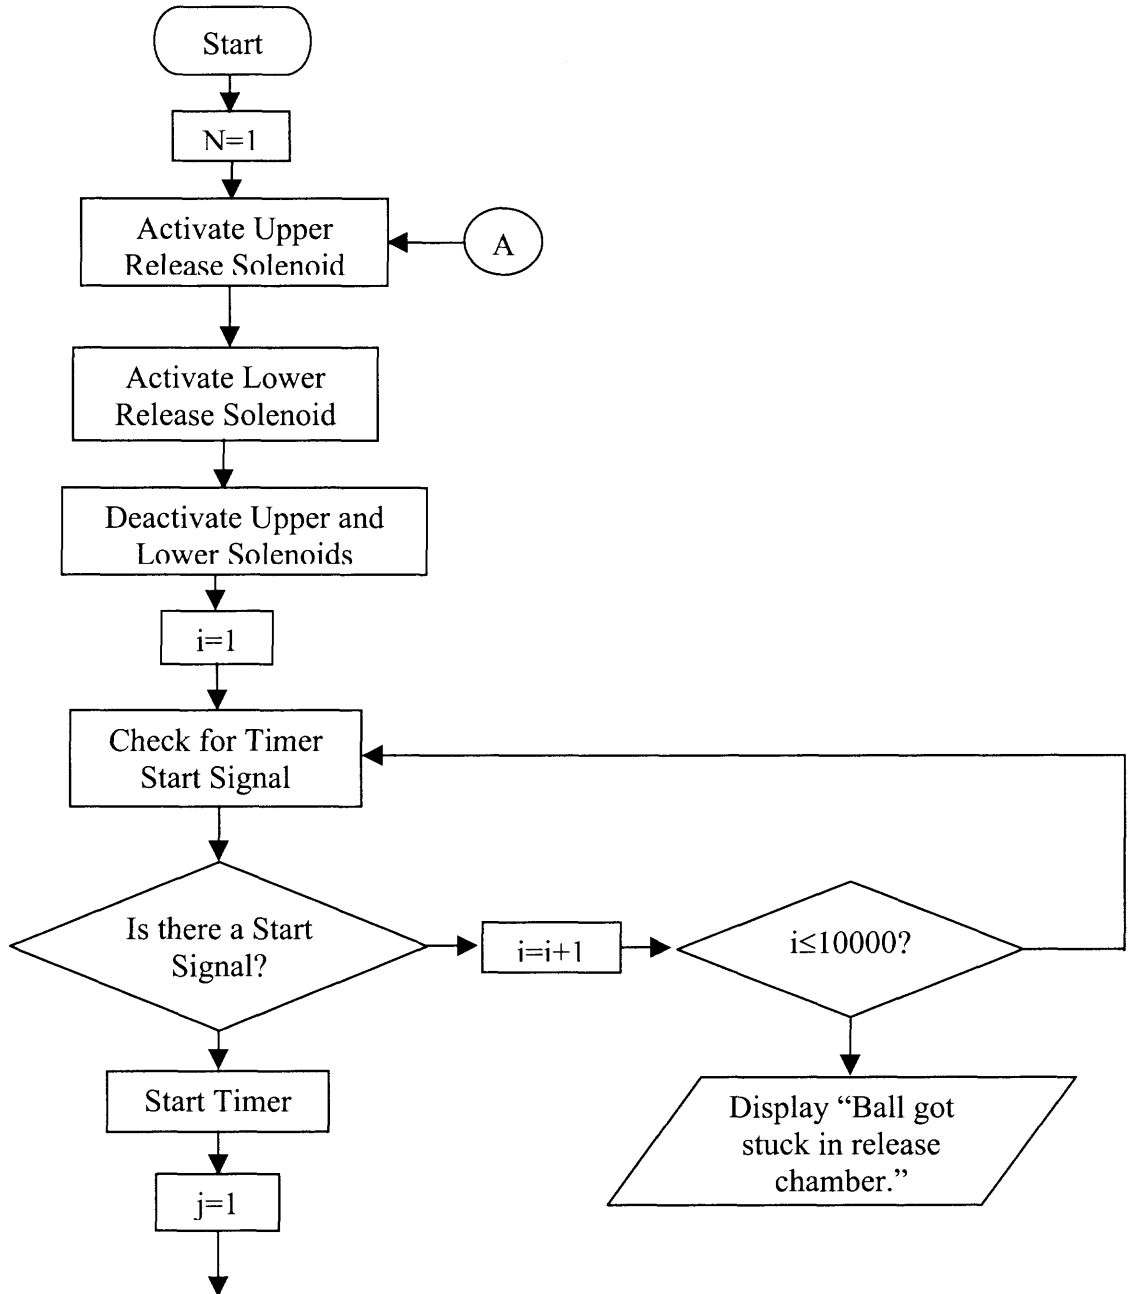 Start
N=1
Activate Upper
Release Solenoid
A
Activate Lower
Release Solenoid
Deactivate Upper and
Lower Solenoids
i=1
Check for Timer
Start Signal
Is there a Start
Signal?
i=i+1
i≤10000?
Start Timer
Display “Ball got
stuck in release
chamber.”
j=1